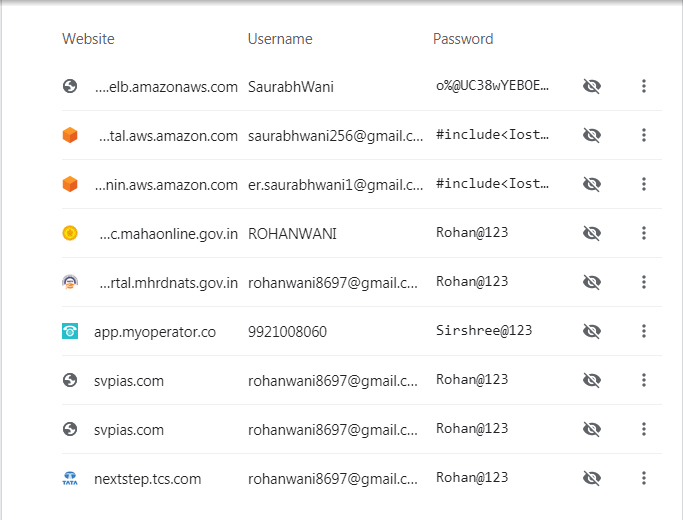 Website Username Password
....elb.amazonaws.com SaurabhWani o%@UC38wYEBOE…
…tal.aws.amazon.com saurabhwani256@gmail.c... #include<Iost…
…nin.aws.amazon.com er.saurabhwani1@gmail.c... #include<Iost…
…c.mahaonline.gov.in ROHANWANI Rohan@123
…rtal.mhrdnats.gov.in rohanwani8697@gmail.c... Rohan@123
app.myoperator.co 9921008060 Sirshree@123
svpias.com rohanwani8697@gmail.c... Rohan@123
svpias.com rohanwani8697@gmail.c... Rohan@123
TATA nextstep.tcs.com rohanwani8697@gmail.c... Rohan@123